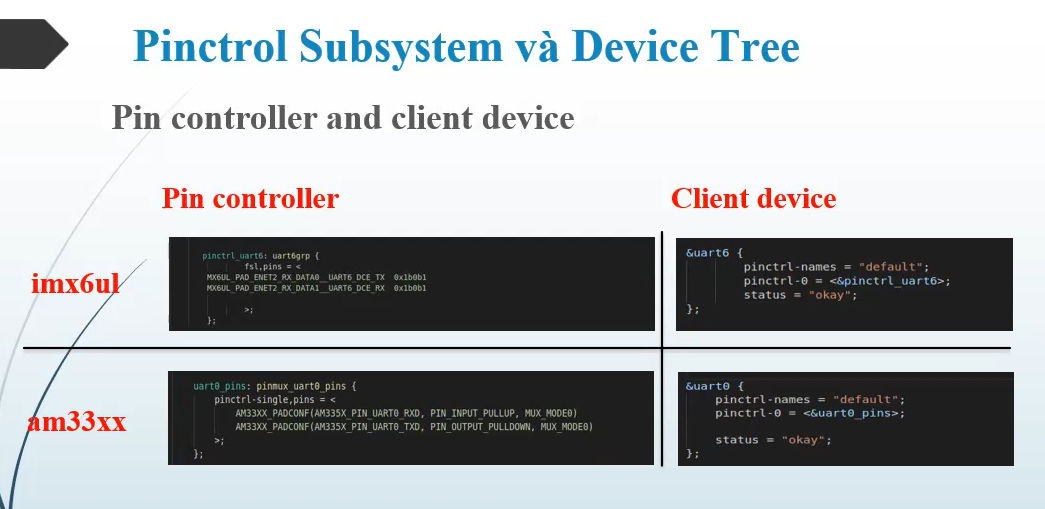 Pinctrol Subsystem và Device Tree
Pin controller and client device
Pin controller
Client device
imx6ul
pinctrl_uart6: uart6grp {
fsl,pins = <
MX6UL_PAD_ENET2_RX_DATA0__UART6_DCE_TX 0x1b0b1
MX6UL_PAD_ENET2_RX_DATA1__UART6_DCE_RX 0x1b0b1
>;
};
&uart6 {
pinctrl-names = "default";
pinctrl-0 = <&pinctrl_uart6>;
status = "okay";
};
am33xx
uart0_pins: pinmux_uart0_pins {
pinctrl-single,pins = <
AM33XX_PADCONF(AM335X_PIN_UART0_RXD, PIN_INPUT_PULLUP, MUX_MODE0)
AM33XX_PADCONF(AM335X_PIN_UART0_TXD, PIN_OUTPUT_PULLDOWN, MUX_MODE0)
>;
};
&uart0 {
pinctrl-names = "default";
pinctrl-0 = <&uart0_pins>;
status = "okay";
};